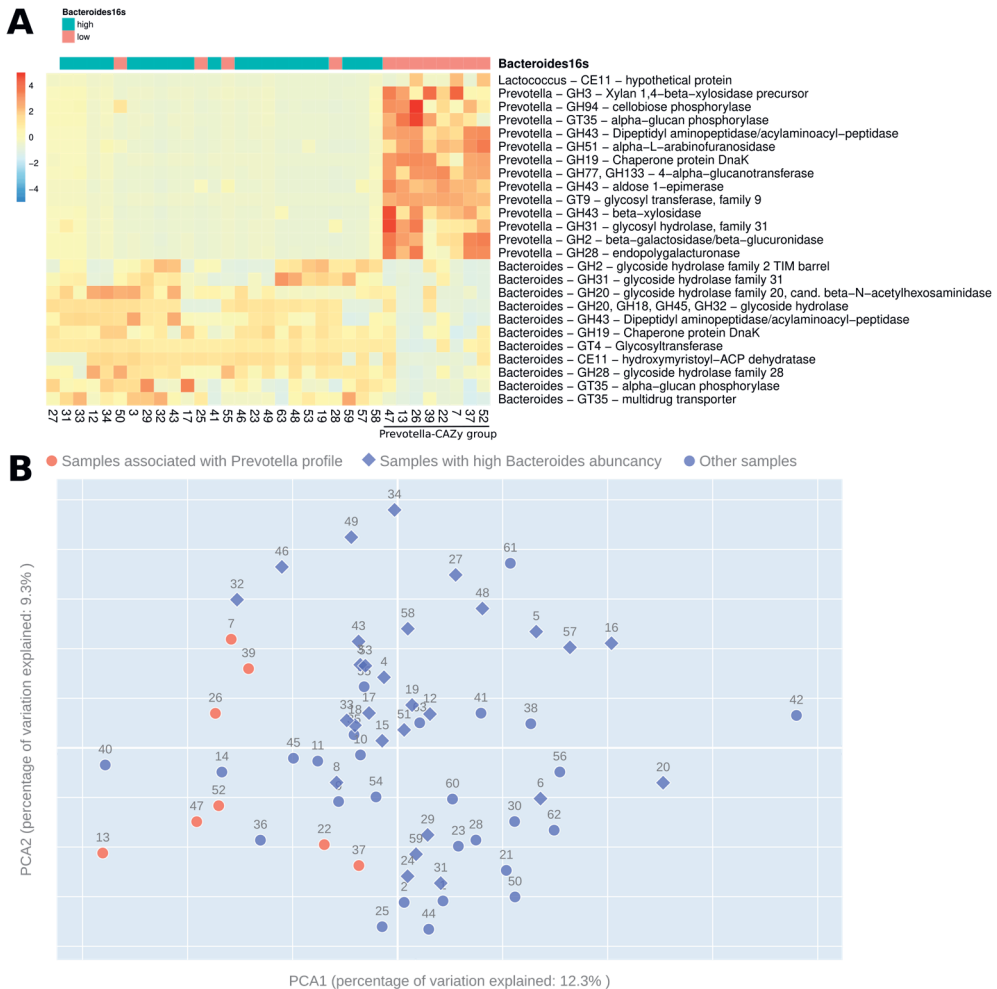 A
Bacteroides16s
high
low
Bacteroides16s
4
2
0
−2
−4
Lactococcus − CE11 − hypothetical protein
Prevotella − GH3 − Xylan 1,4−beta−xylosidase precursor
Prevotella − GH94 − cellobiose phosphorylase
Prevotella − GT35 − alpha−glucan phosphorylase
Prevotella − GH43 − Dipeptidyl aminopeptidase/acylaminoacyl−peptidase
Prevotella − GH51 − alpha−L−arabinofuranosidase
Prevotella − GH19 − Chaperone protein DnaK
Prevotella − GH77, GH133 − 4−alpha−glucanotransferase
Prevotella − GH43 − aldose 1−epimerase
Prevotella − GT9 − glycosyl transferase, family 9
Prevotella − GH43 − beta−xylosidase
Prevotella − GH31 − glycosyl hydrolase, family 31
Prevotella − GH2 − beta−galactosidase/beta−glucuronidase
Prevotella − GH28 − endopolygalacturonase
Bacteroides − GH2 − glycoside hydrolase family 2 TIM barrel
Bacteroides − GH31 − glycoside hydrolase family 31
Bacteroides − GH20 − glycoside hydrolase family 20, cand. beta−N−acetylhexosaminidase
Bacteroides − GH20, GH18, GH45, GH32 − glycoside hydrolase
Bacteroides − GH43 − Dipeptidyl aminopeptidase/acylaminoacyl−peptidase
Bacteroides − GH19 − Chaperone protein DnaK
Bacteroides − GT4 − Glycosyltransferase
Bacteroides − CE11 − hydroxymyristoyl−ACP dehydratase
Bacteroides − GH28 − glycoside hydrolase family 28
Bacteroides − GT35 − alpha−glucan phosphorylase
Bacteroides − GT35 − multidrug transporter
27 31 33 12 34 50 3 29 32 43 17 25 41 55 46 23 49 63 48 53 19 28 59 57 58 47 13 26 39 22 7 37 52
Prevotella-CAZy group
B
Samples associated with Prevotella profile
Samples with high Bacteroides abuncancy
Other samples
34
49
61
46
27
32
48
7
58
5
57
16
43
39
53
4
55
26
33
18
17
19
12
63
51
41
38
42
15
10
40
14
45
11
8
56
20
52
54
60
6
47
30
62
36
22
29
23
28
13
37
59
21
24
31
50
2
25
44
PCA2 (percentage of variation explained: 9.3% )
PCA1 (percentage of variation explained: 12.3% )